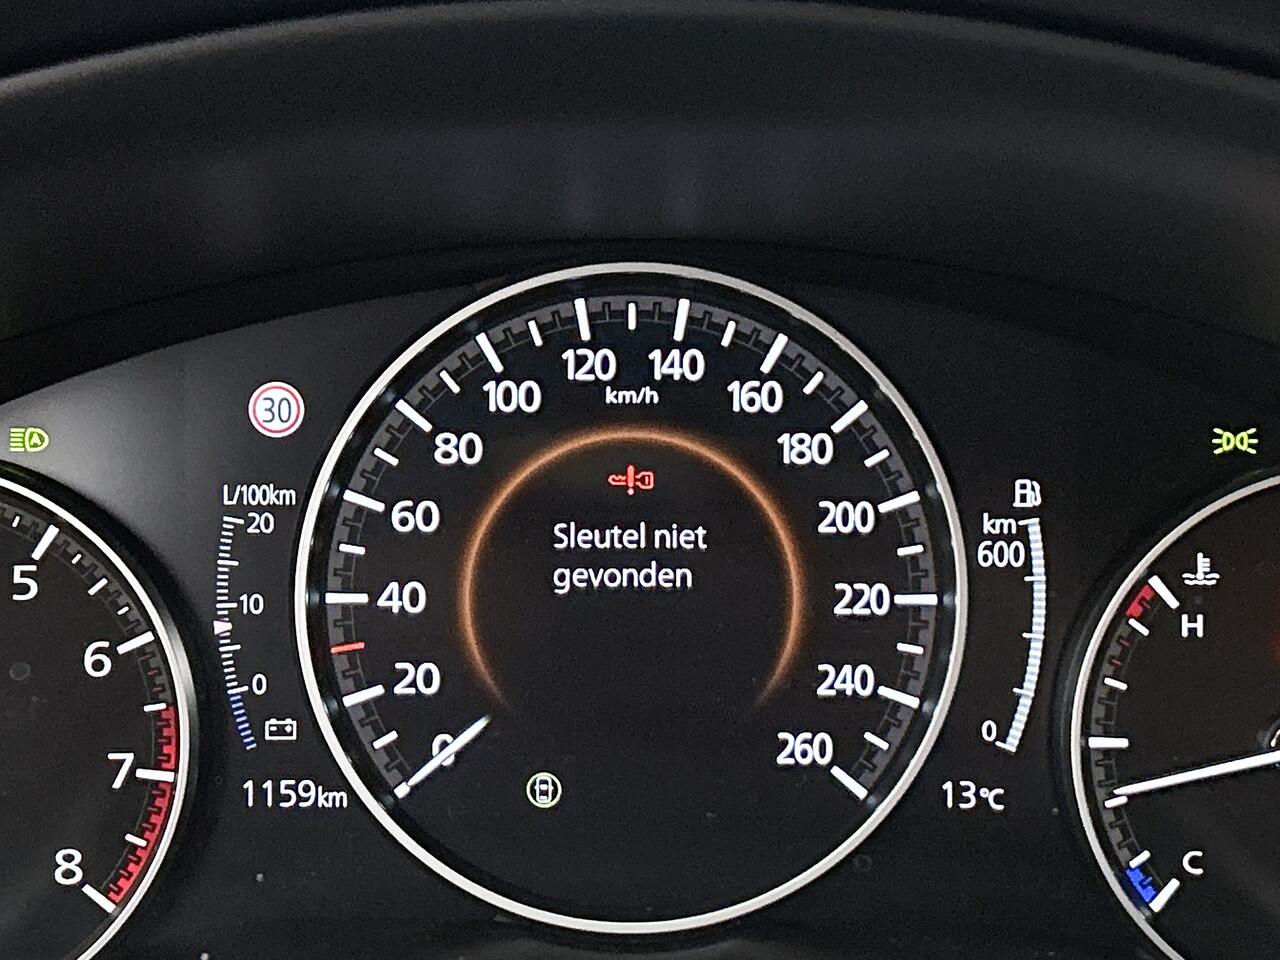 120 140
100 km/h 160
30
80 180
L/100km
20
60 200
km
600
Sleutel niet
gevonden
5
10 40 220
H
6
0 20 240
0 0
7 260
1159km 13°C
8
C